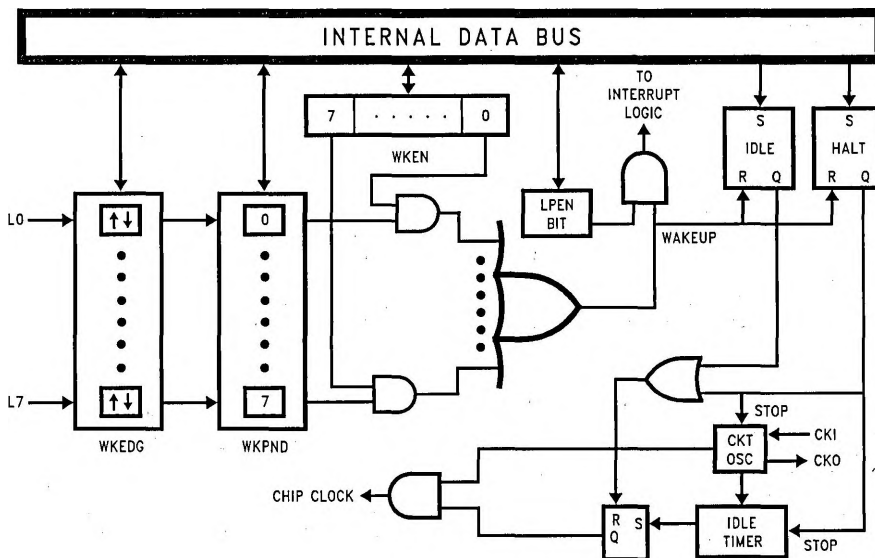 INTERNAL DATA BUS
TO
INTERRUPT
LOGIC
7 ..... 0
WKEN
S
IDLE
R Q
S
HALT
R Q
LPEN
BIT
WAKEUP
L0
↑↓
0
L7
↑↓
7
WKEDG
WKPND
STOP
CKT
OSC
CKI
CKO
CHIP CLOCK
R S
Q
IDLE
TIMER
STOP